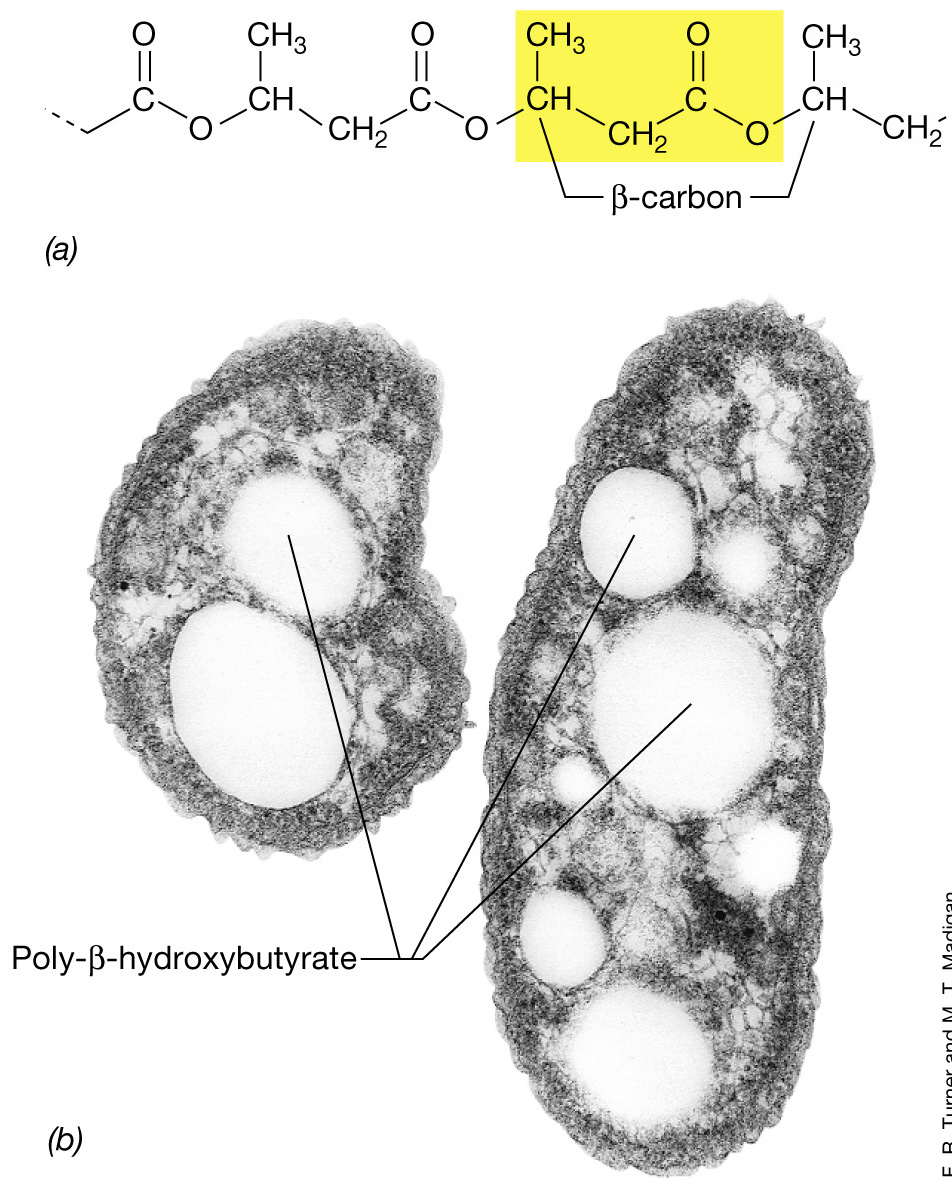 O CH3 O CH3 O CH3
C CH C CH C CH
O CH2 O CH2 O CH2
β-carbon
(a)
Poly-β-hydroxybutyrate
(b)
F. R. Turner and M. T. Madigan